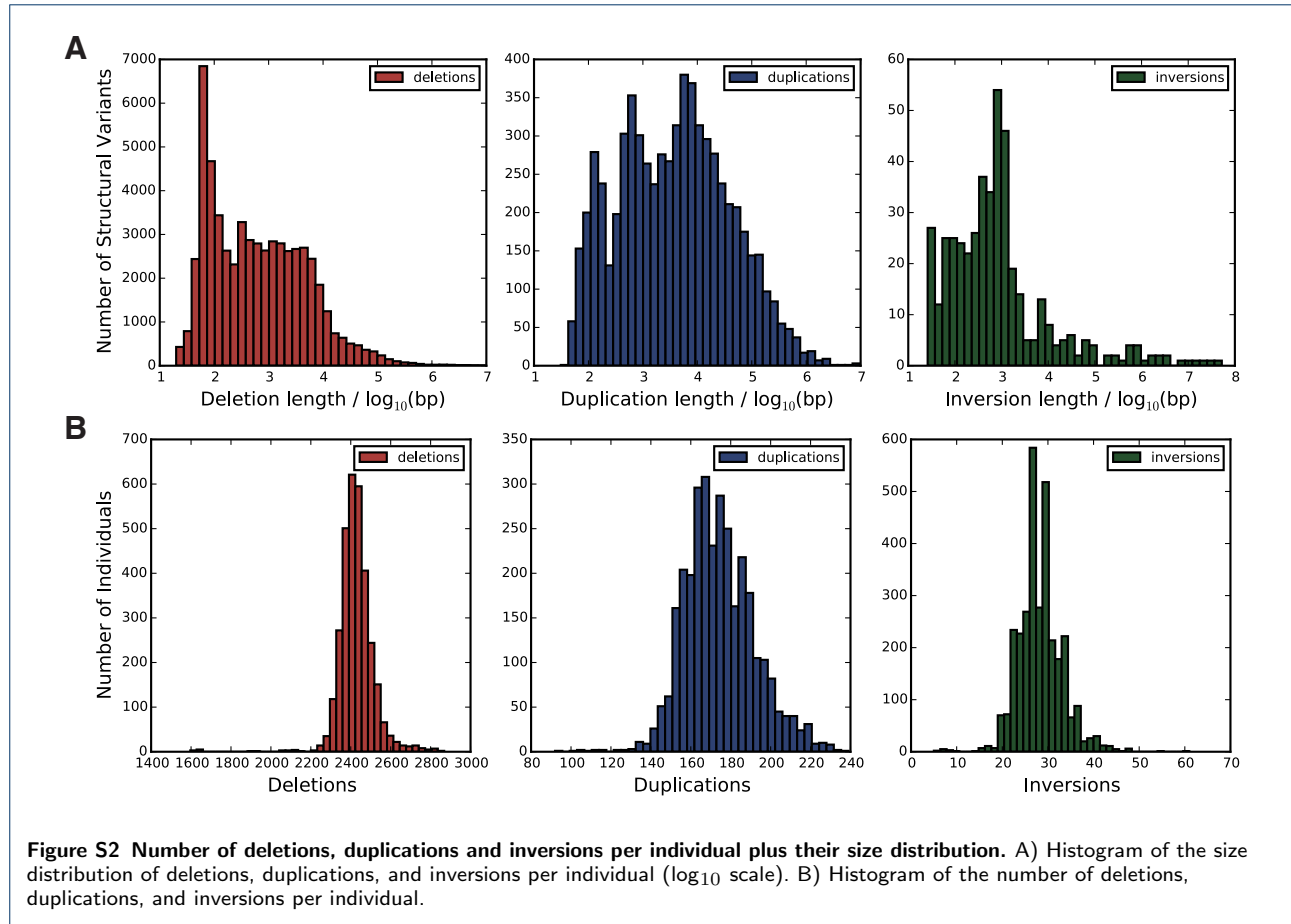 A
7000
6000
5000
4000
3000
2000
1000
0
Number of Structural Variants
deletions
1 2 3 4 5 6 7
Deletion length / log10(bp)
400
350
300
250
200
150
100
50
0
duplications
1 2 3 4 5 6 7
Duplication length / log10(bp)
60
50
40
30
20
10
0
inversions
1 2 3 4 5 6 7 8
Inversion length / log10(bp)
B
700
600
500
400
300
200
100
0
Number of Individuals
deletions
1400 1600 1800 2000 2200 2400 2600 2800 3000
Deletions
350
300
250
200
150
100
50
0
duplications
80 100 120 140 160 180 200 220 240
Duplications
600
500
400
300
200
100
0
inversions
0 10 20 30 40 50 60 70
Inversions
Figure S2 Number of deletions, duplications and inversions per individual plus their size distribution. A) Histogram of the size
distribution of deletions, duplications, and inversions per individual (log10 scale). B) Histogram of the number of deletions,
duplications, and inversions per individual.